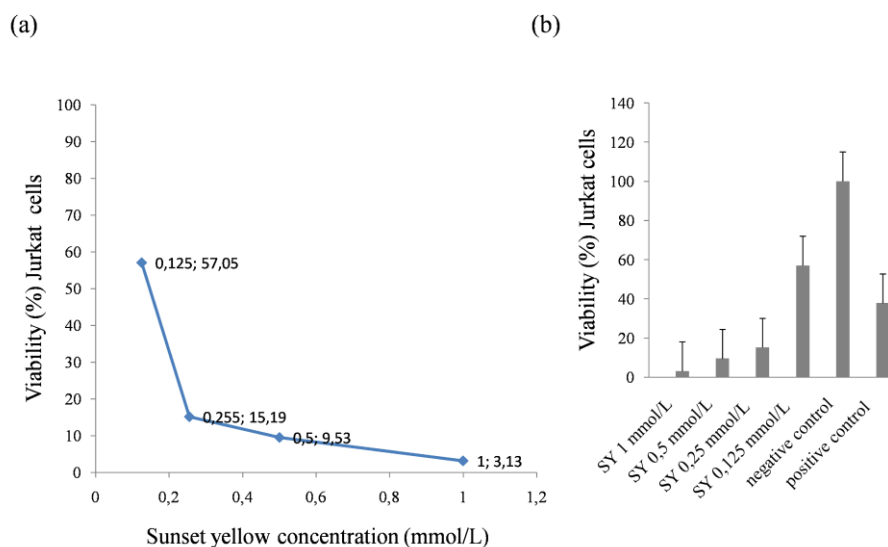 (a)
Viability (%) Jurkat cells
100
90
80
70
60
50
40
30
20
10
0
0,125; 57,05
0,255; 15,19
0,5; 9,53
1; 3,13
0 0,2 0,4 0,6 0,8 1 1,2
Sunset yellow concentration (mmol/L)
(b)
Viability (%) Jurkat cells
140
120
100
80
60
40
20
0
SY 1 mmol/L
SY 0,5 mmol/L
SY 0,25 mmol/L
SY 0,125 mmol/L
negative control
positive control